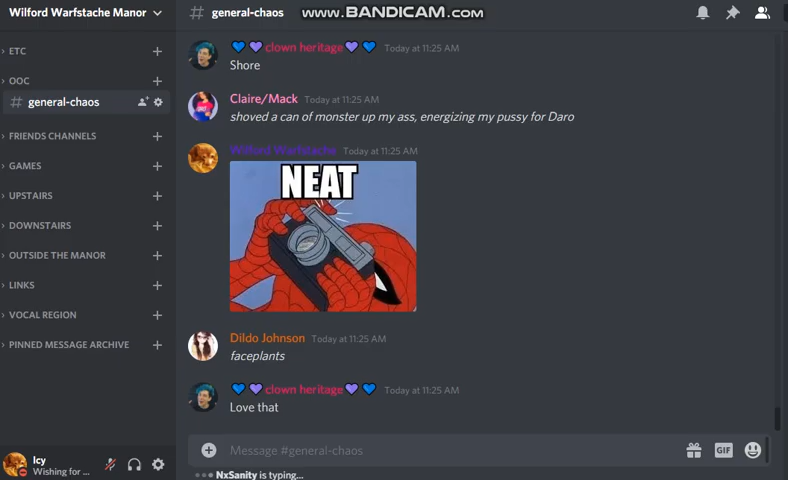 Wilford Warfstache Manor
# general-chaos
www.BANDICAM.com
ETC
OOC
# general-chaos
FRIENDS CHANNELS
GAMES
UPSTAIRS
DOWNSTAIRS
OUTSIDE THE MANOR
LINKS
VOCAL REGION
PINNED MESSAGE ARCHIVE
Icy
Wishing for ...
💙💜clown heritage💜💙 Today at 11:25 AM
Shore
Claire/Mack Today at 11:25 AM
shoved a can of monster up my ass, energizing my pussy for Daro
Wilford Warfstache Today at 11:25 AM
NEAT
Dildo Johnson Today at 11:25 AM
faceplants
💙💜clown heritage💜💙 Today at 11:25 AM
Love that
Message #general-chaos
GIF
NxSanity is typing...